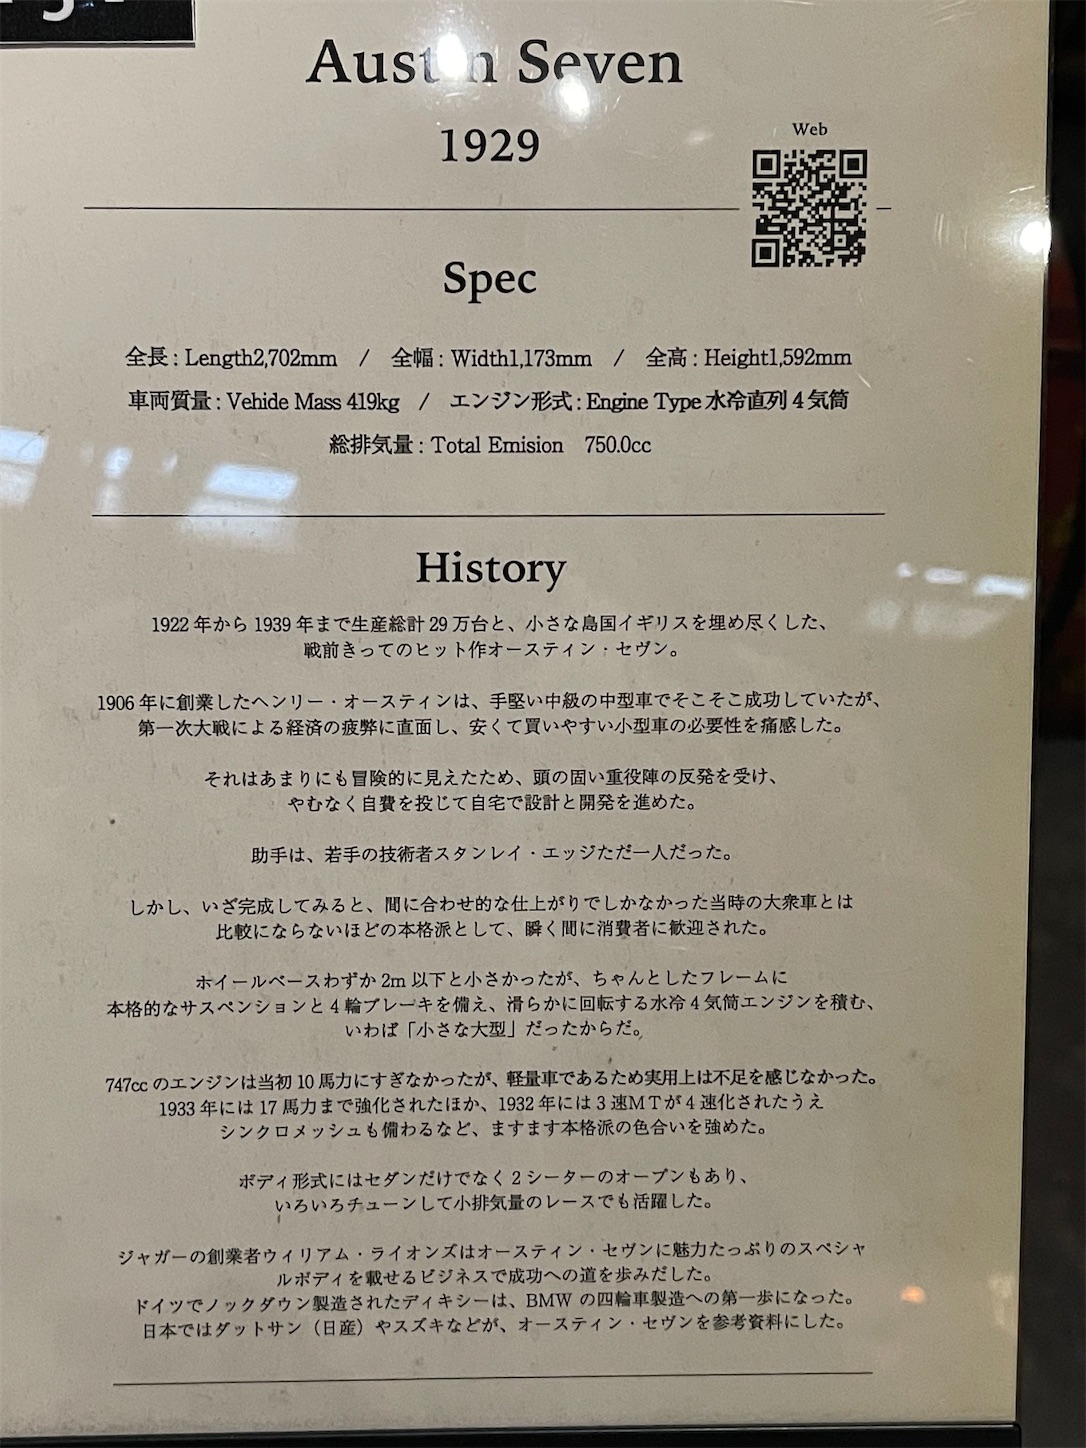 Austin Seven
1929
Web
Spec
全長 : Length2,702mm / 全幅 : Width1,173mm / 全高 : Height1,592mm
車両質量 : Vehide Mass 419kg / エンジン形式 : Engine Type 水冷直列 4 気筒
総排気量 : Total Emision 750.0cc
History
1922 年から 1939 年まで生産総計 29 万台と、小さな島国イギリスを埋め尽くした、
戦前きってのヒット作オースティン・セヴン。
1906 年に創業したヘンリー・オースティンは、手堅い中級の中型車でそこそこ成功していたが、
第一次大戦による経済の疲弊に直面し、安くて買いやすい小型車の必要性を痛感した。
それはあまりにも冒険的に見えたため、頭の固い重役陣の反発を受け、
やむなく自費を投じて自宅で設計と開発を進めた。
助手は、若手の技術者スタンレイ・エッジただ一人だった。
しかし、いざ完成してみると、間に合わせ的な仕上がりでしかなかった当時の大衆車とは
比較にならないほどの本格派として、瞬く間に消費者に歓迎された。
ホイールベースわずか 2m 以下と小さかったが、ちゃんとしたフレームに
本格的なサスペンションと 4 輪ブレーキを備え、滑らかに回転する水冷 4 気筒エンジンを積む、
いわば「小さな大型」だったからだ。
747cc のエンジンは当初 10 馬力にすぎなかったが、軽量車であるため実用上は不足を感じなかった。
1933 年には 17 馬力まで強化されたほか、1932 年には 3 速ＭＴが 4 速化されたうえ
シンクロメッシュも備わるなど、ますます本格派の色合いを強めた。
ボディ形式にはセダンだけでなく 2 シーターのオープンもあり、
いろいろチューンして小排気量のレースでも活躍した。
ジャガーの創業者ウィリアム・ライオンズはオースティン・セヴンに魅力たっぷりのスペシャ
ルボディを載せるビジネスで成功への道を歩みだした。
ドイツでノックダウン製造されたディキシーは、BMW の四輪車製造への第一歩になった。
日本ではダットサン（日産）やスズキなどが、オースティン・セヴンを参考資料にした。